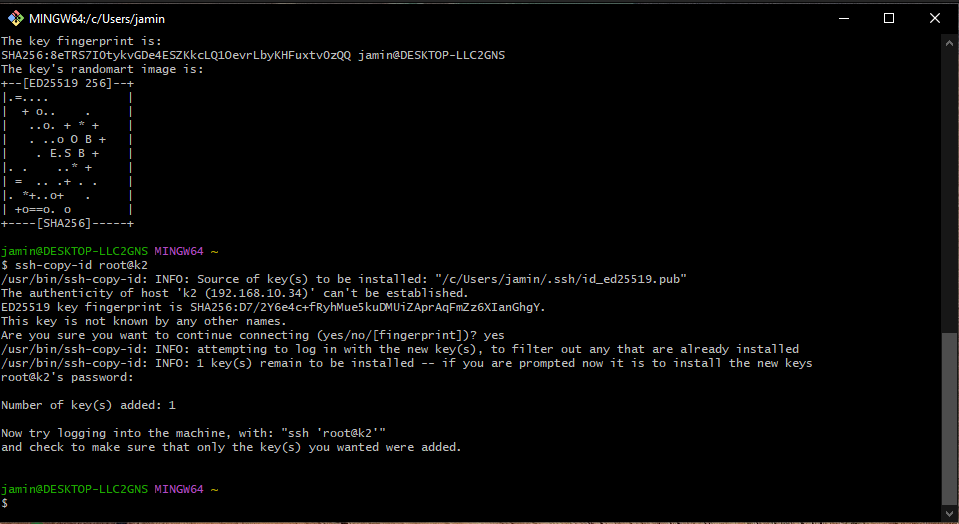 MINGW64:/c/Users/jamin
The key fingerprint is:
SHA256:8eTRS7IOtykvGDe4ESZKkcLQ1OevrLbyKHFuxtvOzQQ jamin@DESKTOP-LLC2GNS
The key's randomart image is:
+--[ED25519 256]--+
|.=....           |
|  + o..    .     |
|   ..o. + * +    |
|   . ..o O B +   |
|    . E.S B +    |
|. .    ..* +     |
| =  .. .+ . .    |
|. *+..o+   .     |
| +o==o. o        |
+----[SHA256]-----+
jamin@DESKTOP-LLC2GNS MINGW64 ~
$ ssh-copy-id root@k2
/usr/bin/ssh-copy-id: INFO: Source of key(s) to be installed: "/c/Users/jamin/.ssh/id_ed25519.pub"
The authenticity of host 'k2 (192.168.10.34)' can't be established.
ED25519 key fingerprint is SHA256:D7/2Y6e4c+fRyhMue5kuDMUiZAprAqFmZz6XIanGhgY.
This key is not known by any other names.
Are you sure you want to continue connecting (yes/no/[fingerprint])? yes
/usr/bin/ssh-copy-id: INFO: attempting to log in with the new key(s), to filter out any that are already installed
/usr/bin/ssh-copy-id: INFO: 1 key(s) remain to be installed -- if you are prompted now it is to install the new keys
root@k2's password:
Number of key(s) added: 1
Now try logging into the machine, with: "ssh 'root@k2'"
and check to make sure that only the key(s) you wanted were added.
jamin@DESKTOP-LLC2GNS MINGW64 ~
$